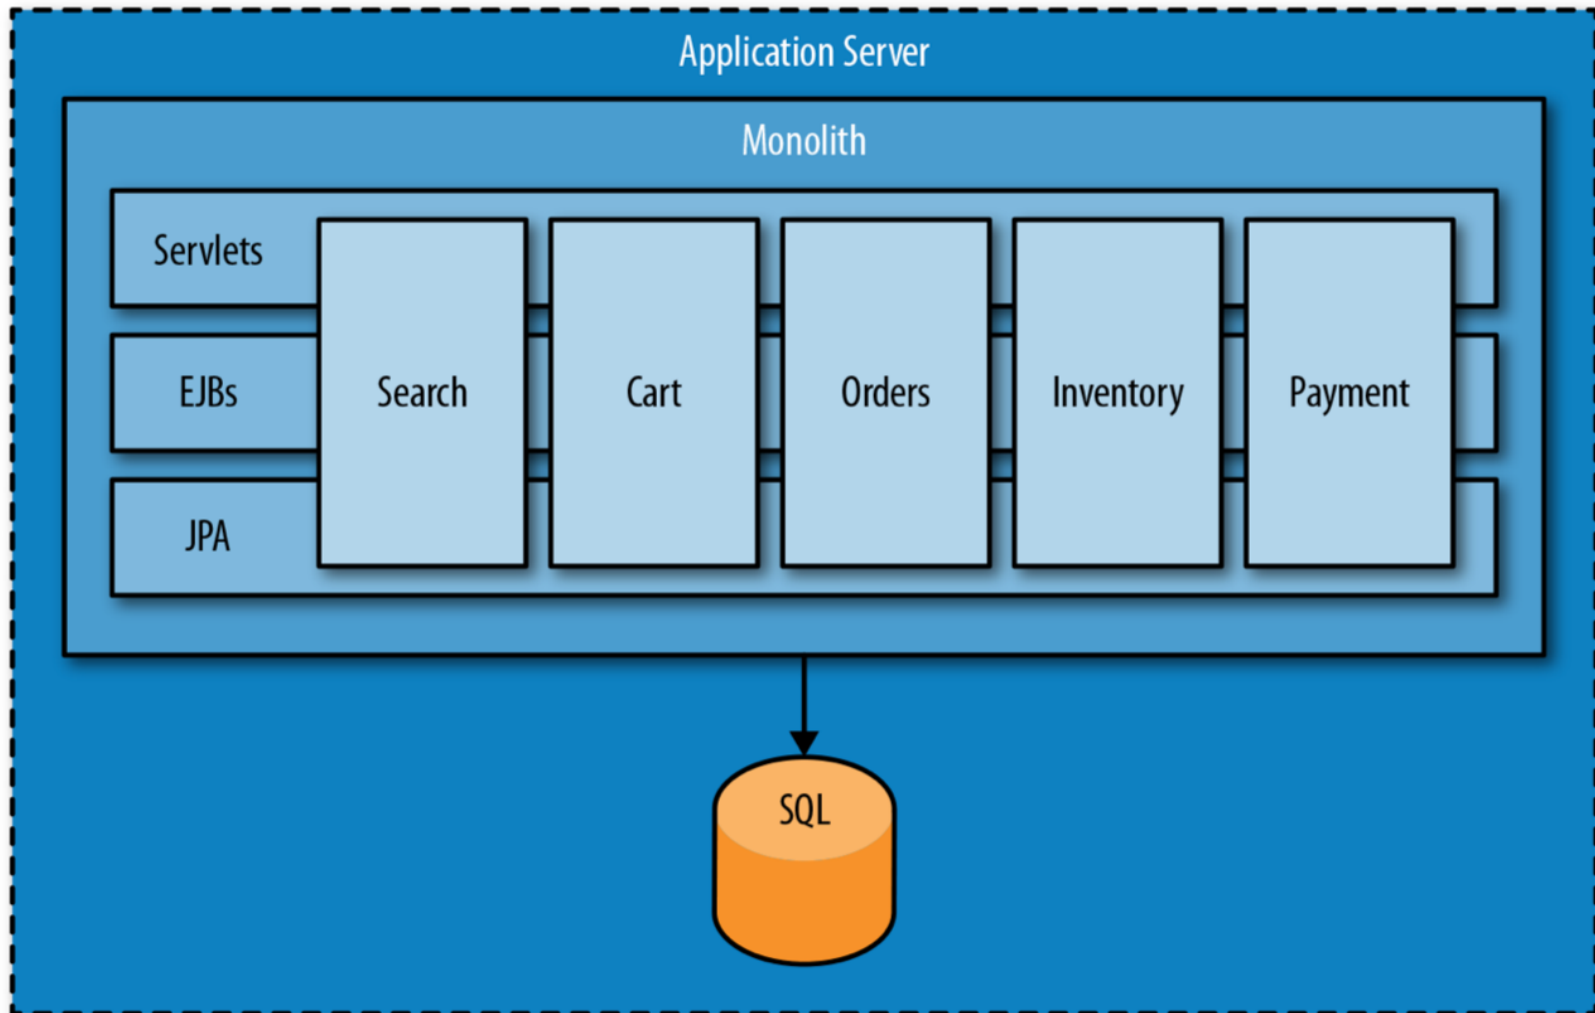 Application Server
Monolith
Servlets
EJBs
JPA
Search
Cart
Orders
Inventory
Payment
SQL